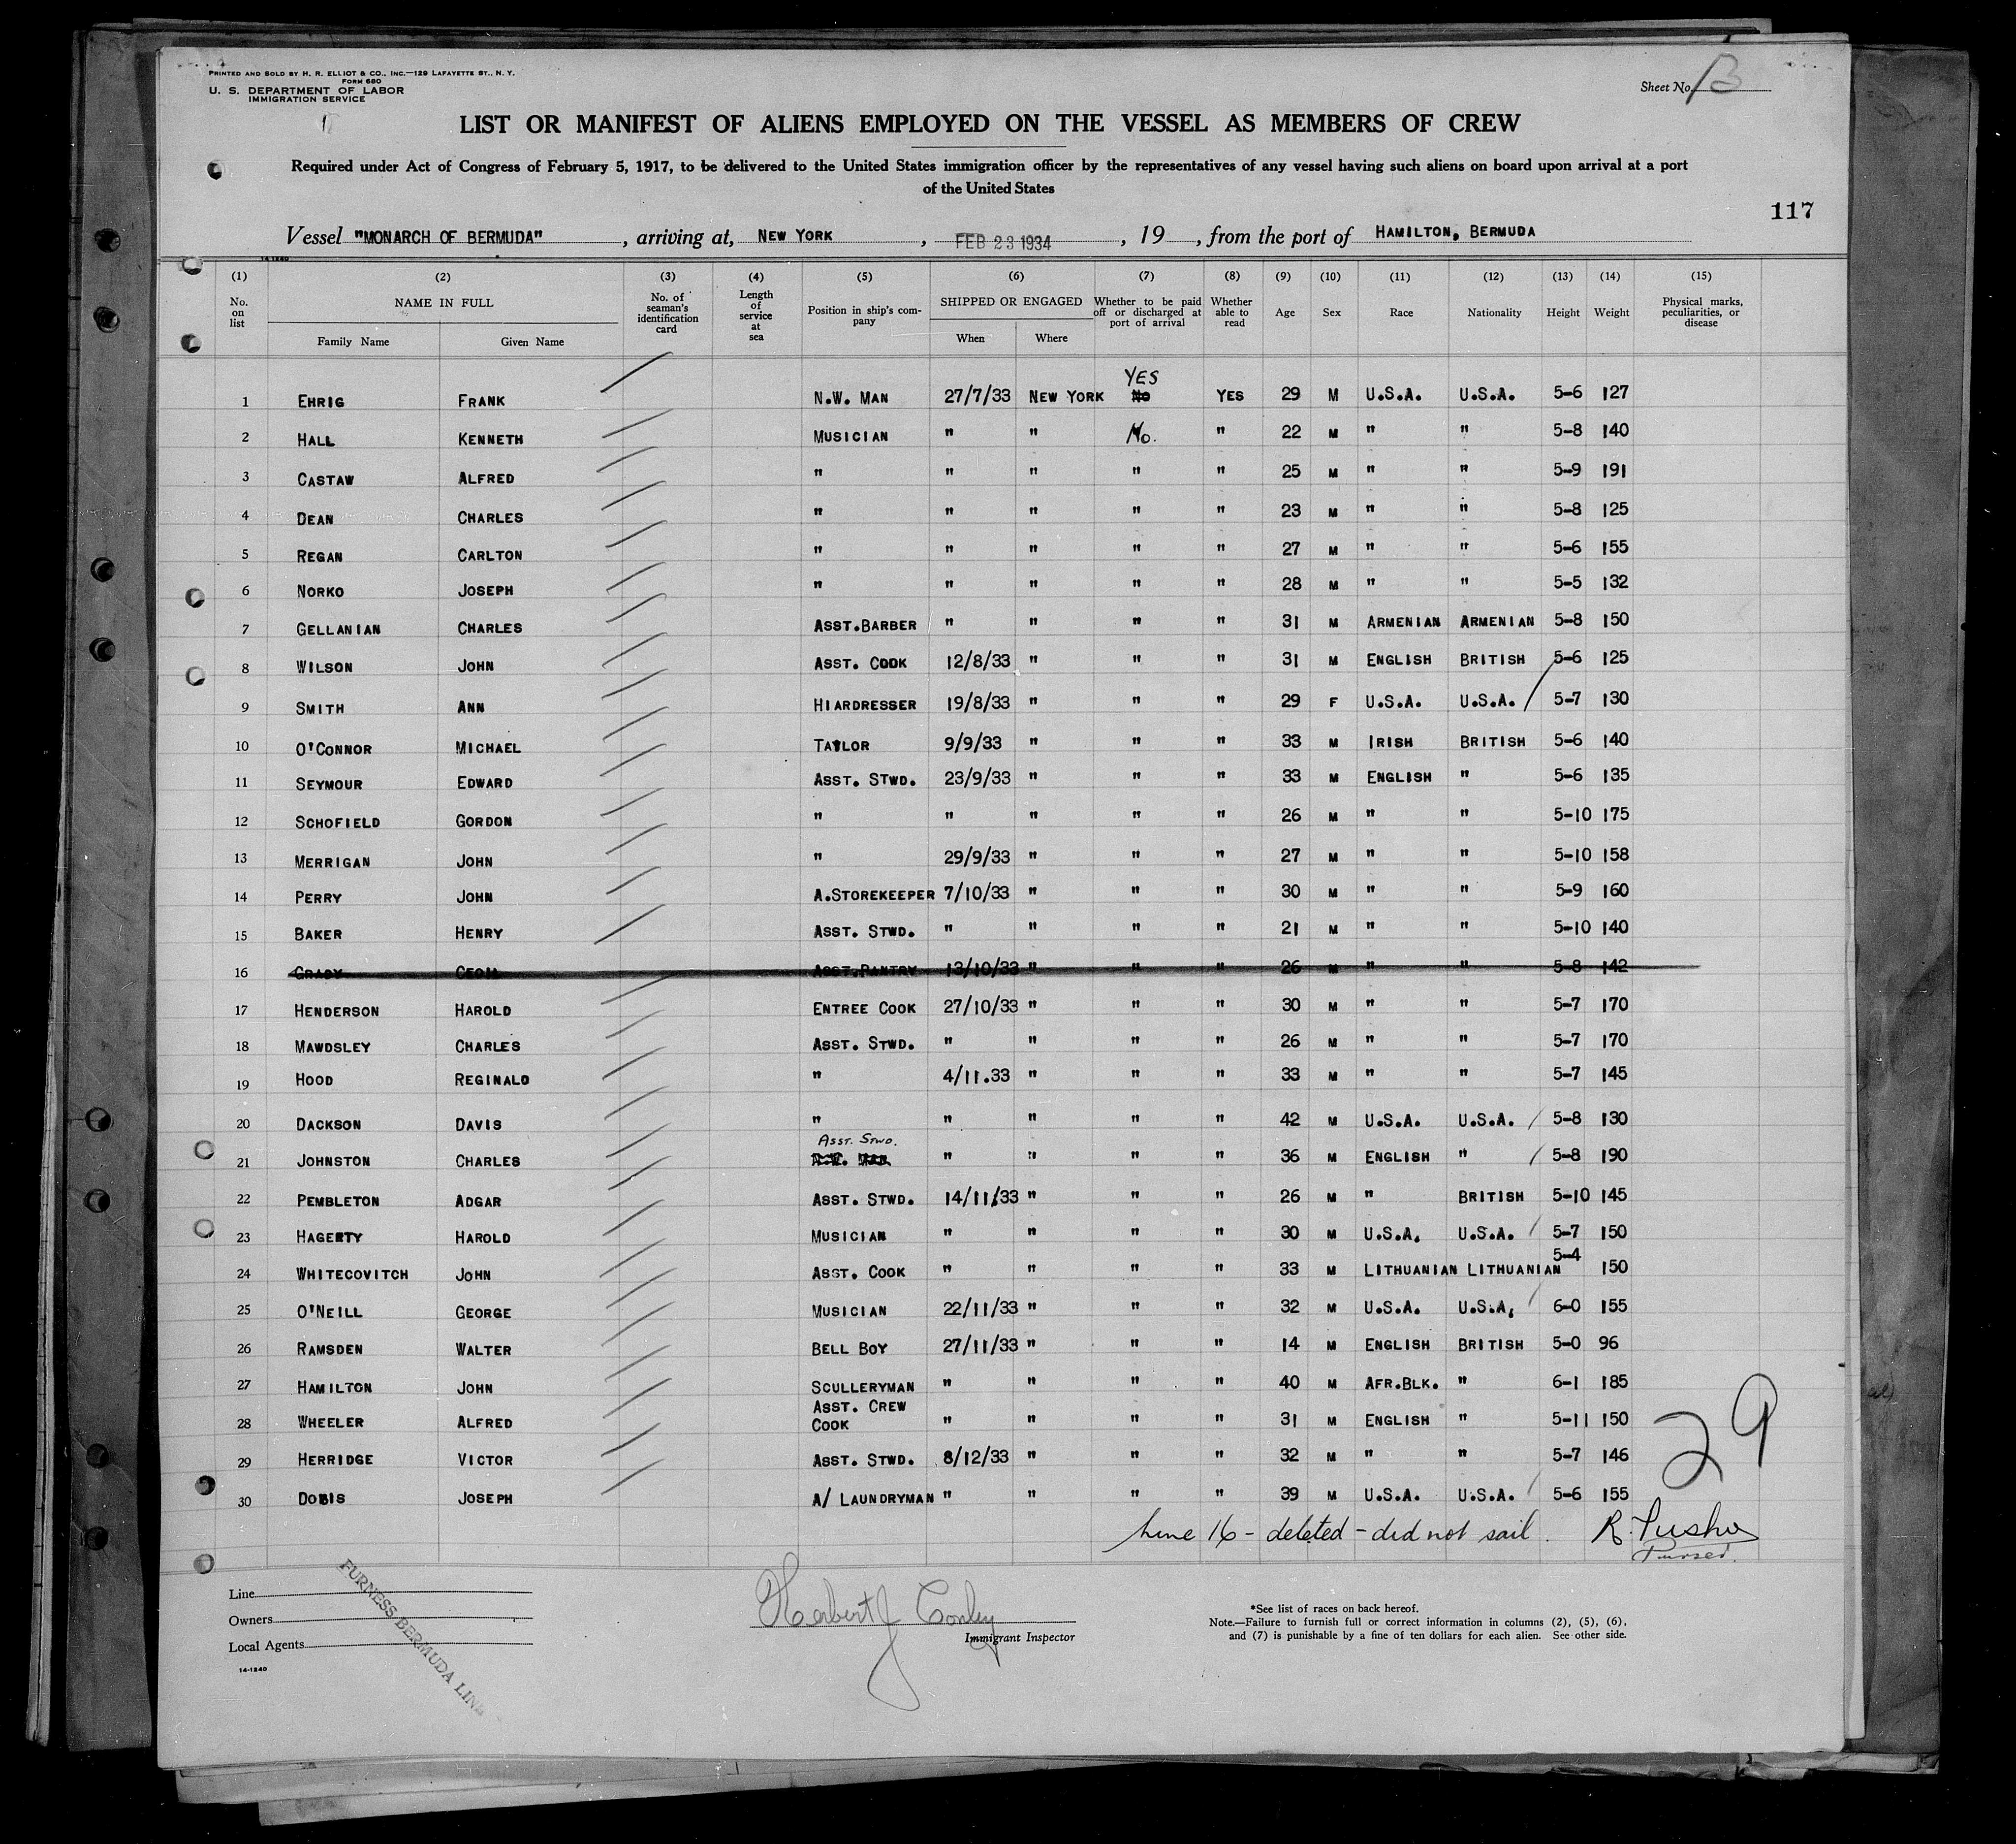 PRINTED AND SOLD BY H. R. ELLIOT & CO., INC.—129 LAFAYETTE ST., N. Y.
FORM 680
U. S. DEPARTMENT OF LABOR
IMMIGRATION SERVICE
Sheet No. 13
LIST OR MANIFEST OF ALIENS EMPLOYED ON THE VESSEL AS MEMBERS OF CREW
Required under Act of Congress of February 5, 1917, to be delivered to the United States immigration officer by the representatives of any vessel having such aliens on board upon arrival at a port
of the United States
117
Vessel "MONARCH OF BERMUDA", arriving at, NEW YORK, FEB 23 1934, 19, from the port of HAMILTON, BERMUDA
14-1240
(1) (2) (3) (4) (5) (6) (7) (8) (9) (10) (11) (12) (13) (14) (15)
No. on list NAME IN FULL Family Name Given Name No. of seaman's identification card Length of service at sea Position in ship's company SHIPPED OR ENGAGED When Where Whether to be paid off or discharged at port of arrival Whether able to read Age Sex Race Nationality Height Weight Physical marks, peculiarities, or disease
YES
1 EHRIG FRANK N.W. MAN 27/7/33 NEW YORK No YES 29 M U.S.A. U.S.A. 5-6 127
2 HALL KENNETH MUSICIAN " " No. " 22 M " " 5-8 140
3 CASTAW ALFRED " " " " " 25 M " " 5-9 191
4 DEAN CHARLES " " " " " 23 M " " 5-8 125
5 REGAN CARLTON " " " " " 27 M " " 5-6 155
6 NORKO JOSEPH " " " " " 28 M " " 5-5 132
7 GELLANIAN CHARLES ASST.BARBER " " " " 31 M ARMENIAN ARMENIAN 5-8 150
8 WILSON JOHN ASST. COOK 12/8/33 " " " 31 M ENGLISH BRITISH 5-6 125
9 SMITH ANN HIARDRESSER 19/8/33 " " " 29 F U.S.A. U.S.A. 5-7 130
10 O'CONNOR MICHAEL TAYLOR 9/9/33 " " " 33 M IRISH BRITISH 5-6 140
11 SEYMOUR EDWARD ASST. STWD. 23/9/33 " " " 33 M ENGLISH " 5-6 135
12 SCHOFIELD GORDON " " " " " 26 M " " 5-10 175
13 MERRIGAN JOHN " 29/9/33 " " " 27 M " " 5-10 158
14 PERRY JOHN A.STOREKEEPER 7/10/33 " " " 30 M " " 5-9 160
15 BAKER HENRY ASST. STWD. " " " " 21 M " " 5-10 140
16 GRADY CECIL ASST.PANTRY 13/10/33 " " " 26 M " " 5-8 142
17 HENDERSON HAROLD ENTREE COOK 27/10/33 " " " 30 M " " 5-7 170
18 MAWDSLEY CHARLES ASST. STWD. " " " " 26 M " " 5-7 170
19 HOOD REGINALD " 4/11.33 " " " 33 M " " 5-7 145
20 DACKSON DAVIS " " " " " 42 M U.S.A. U.S.A. 5-8 130
ASST. STWD.
21 JOHNSTON CHARLES N.W. MAN " " " " 36 M ENGLISH " 5-8 190
22 PEMBLETON ADGAR ASST. STWD. 14/11/33 " " " 26 M " BRITISH 5-10 145
23 HAGERTY HAROLD MUSICIAN " " " " 30 M U.S.A. U.S.A. 5-7 150
24 WHITECOVITCH JOHN ASST. COOK " " " " 33 M LITHUANIAN LITHUANIAN 5-4 150
25 O'NEILL GEORGE MUSICIAN 22/11/33 " " " 32 M U.S.A. U.S.A. 6-0 155
26 RAMSDEN WALTER BELL BOY 27/11/33 " " " 14 M ENGLISH BRITISH 5-0 96
27 HAMILTON JOHN SCULLERYMAN " " " " 40 M AFR.BLK. " 6-1 185
28 WHEELER ALFRED ASST. CREW COOK " " " " 31 M ENGLISH " 5-11 150
29 HERRIDGE VICTOR ASST. STWD. 8/12/33 " " " 32 M " " 5-7 146
30 DOBIS JOSEPH A/ LAUNDRYMAN " " " " 39 M U.S.A. U.S.A. 5-6 155
29
Line 16 - deleted - did not sail. R.
Purser.
Line
Owners
Local Agents
14-1240
FURNESS BERMUDA LINE
Herbert J Conley
Immigrant Inspector
*See list of races on back hereof.
Note.—Failure to furnish full or correct information in columns (2), (5), (6),
and (7) is punishable by a fine of ten dollars for each alien. See other side.